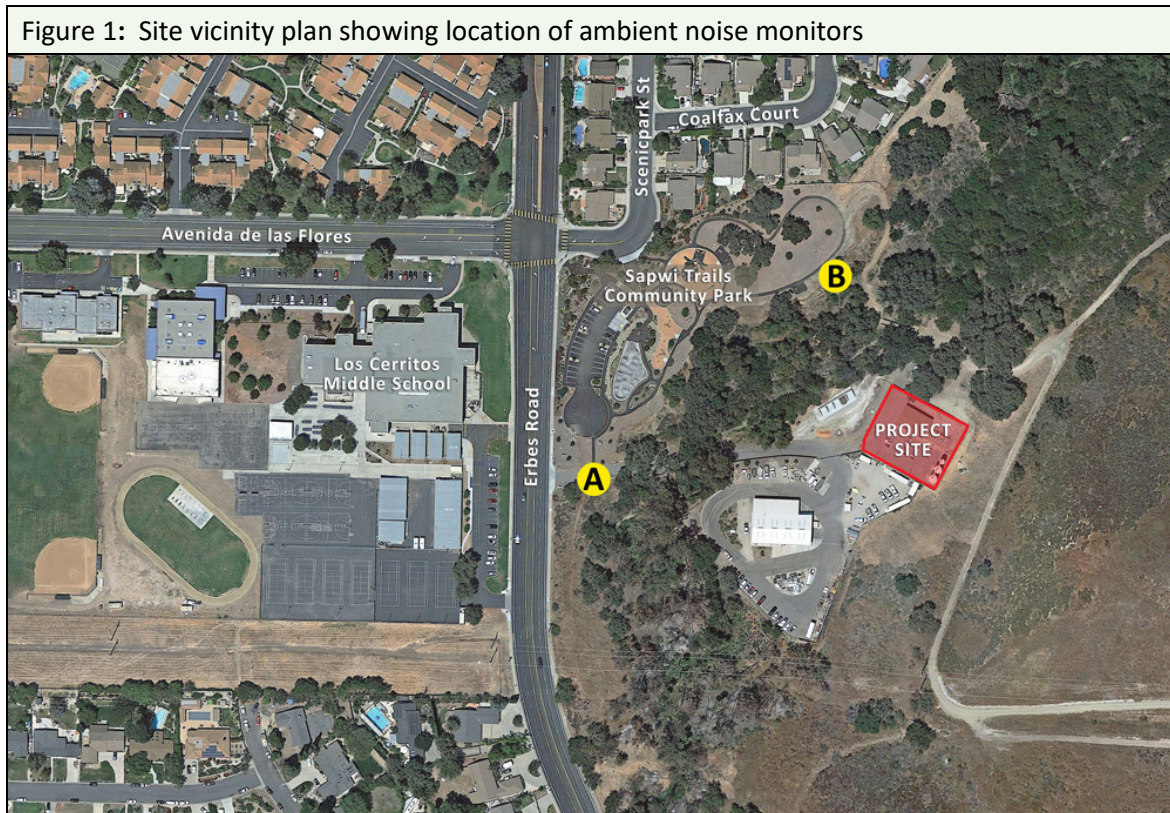 Figure 1: Site vicinity plan showing location of ambient noise monitors
Coalfax Court
Scenicpark St
Avenida de las Flores
Sapwi Trails
Community Park
B
Los Cerritos
Middle School
Erbes Road
PROJECT
SITE
A